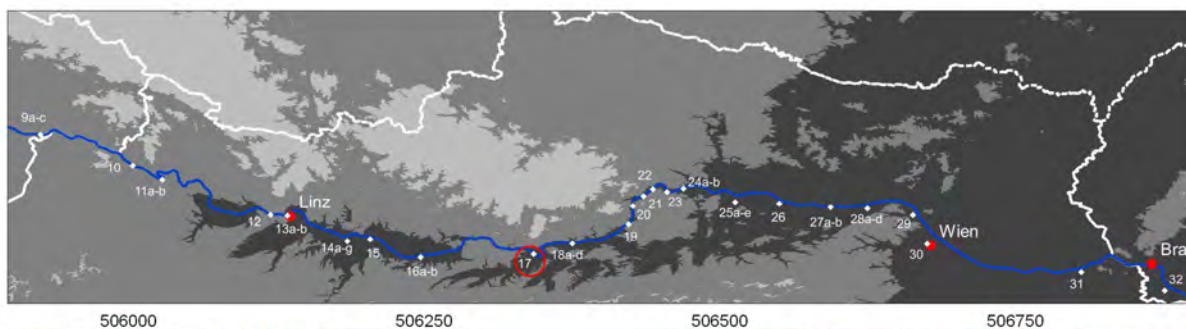 9a-c
10
11a-b
12
Linz
13a-b
14a-g
15
16a-b
17
18a-d
19
20
21
22
23
24a-b
25a-e
26
27a-b
28a-d
29
Wien
30
31
Bra
32
506000 506250 506500 506750